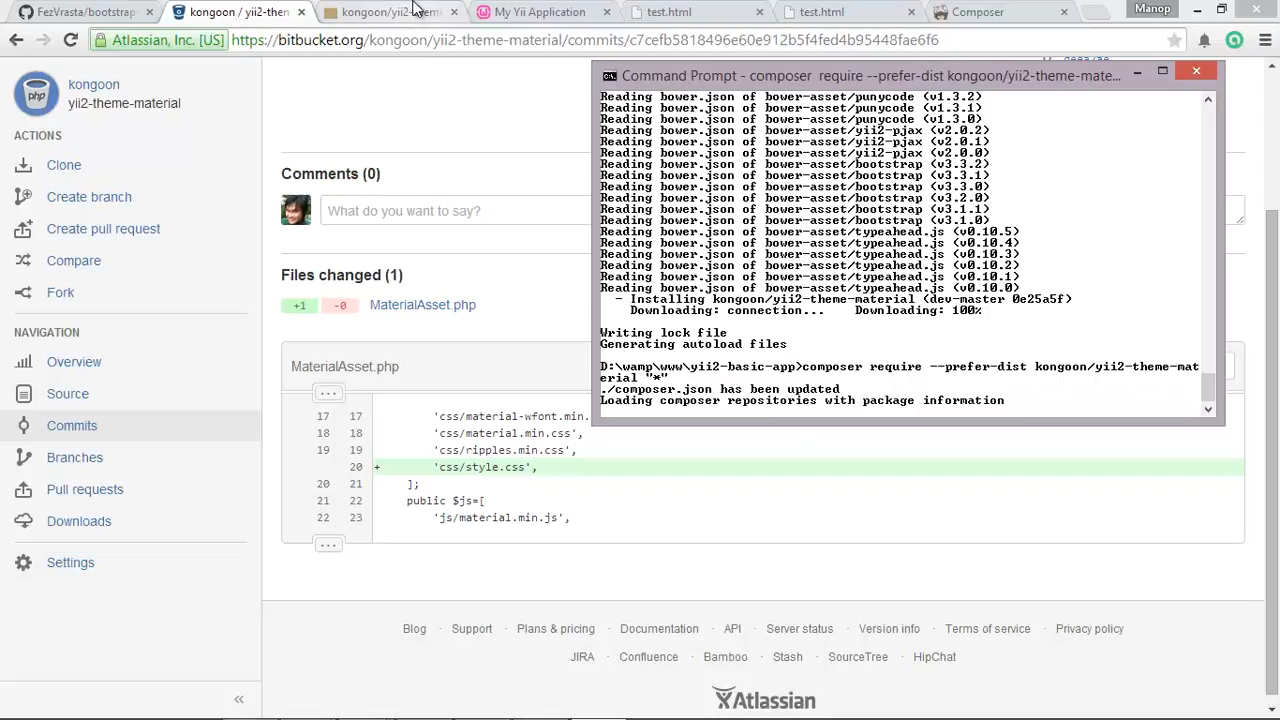 FezVrasta/bootstrap
kongoon / yii2-them
kongoon/yii2-theme
My Yii Application
test.html
test.html
Composer
Manop
Atlassian, Inc. [US]
https://bitbucket.org/kongoon/yii2-theme-material/commits/c7cefb5818496e60e912b5f4fed4b95448fae6f6
php
kongoon
yii2-theme-material
ACTIONS
Clone
Create branch
Create pull request
Compare
Fork
NAVIGATION
Overview
Source
Commits
Branches
Pull requests
Downloads
Settings
«
Comments (0)
What do you want to say?
Files changed (1)
+1 -0 MaterialAsset.php
MaterialAsset.php
...
17 17 'css/material-wfont.min.
18 18 'css/material.min.css',
19 19 'css/ripples.min.css',
20 + 'css/style.css',
20 21 ];
21 22 public $js=[
22 23 'js/material.min.js',
...
Command Prompt - composer require --prefer-dist kongoon/yii2-theme-mate...
Reading bower.json of bower-asset/punycode (v1.3.2)
Reading bower.json of bower-asset/punycode (v1.3.1)
Reading bower.json of bower-asset/punycode (v1.3.0)
Reading bower.json of bower-asset/yii2-pjax (v2.0.2)
Reading bower.json of bower-asset/yii2-pjax (v2.0.1)
Reading bower.json of bower-asset/yii2-pjax (v2.0.0)
Reading bower.json of bower-asset/bootstrap (v3.3.2)
Reading bower.json of bower-asset/bootstrap (v3.3.1)
Reading bower.json of bower-asset/bootstrap (v3.3.0)
Reading bower.json of bower-asset/bootstrap (v3.2.0)
Reading bower.json of bower-asset/bootstrap (v3.1.1)
Reading bower.json of bower-asset/bootstrap (v3.1.0)
Reading bower.json of bower-asset/typeahead.js (v0.10.5)
Reading bower.json of bower-asset/typeahead.js (v0.10.4)
Reading bower.json of bower-asset/typeahead.js (v0.10.3)
Reading bower.json of bower-asset/typeahead.js (v0.10.2)
Reading bower.json of bower-asset/typeahead.js (v0.10.1)
Reading bower.json of bower-asset/typeahead.js (v0.10.0)
- Installing kongoon/yii2-theme-material (dev-master 0e25a5f)
Downloading: connection... Downloading: 100%
Writing lock file
Generating autoload files
D:\wamp\www\yii2-basic-app>composer require --prefer-dist kongoon/yii2-theme-mat
erial "*"
./composer.json has been updated
Loading composer repositories with package information
Blog · Support · Plans & pricing · Documentation · API · Server status · Version info · Terms of service · Privacy policy
JIRA · Confluence · Bamboo · Stash · SourceTree · HipChat
Atlassian